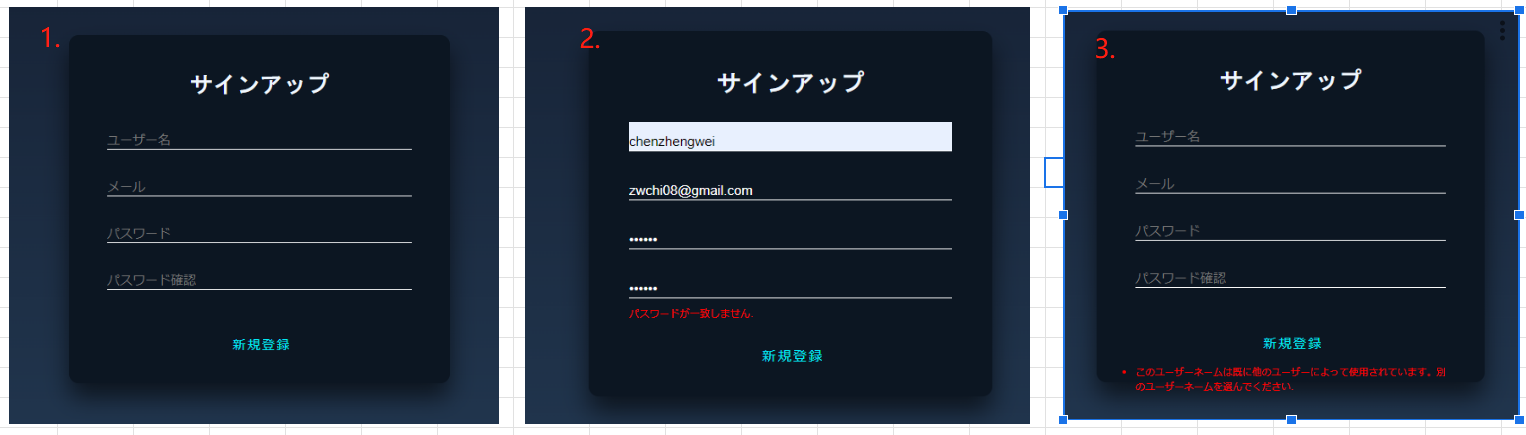 1.
サインアップ
ユーザー名
メール
パスワード
パスワード確認
新規登録
2.
サインアップ
chenzhengwei
zwchi08@gmail.com
••••••
••••••
パスワードが一致しません.
新規登録
3.
サインアップ
ユーザー名
メール
パスワード
パスワード確認
新規登録
• このユーザーネームは既に他のユーザーによって使用されています。別
のユーザーネームを選んでください.